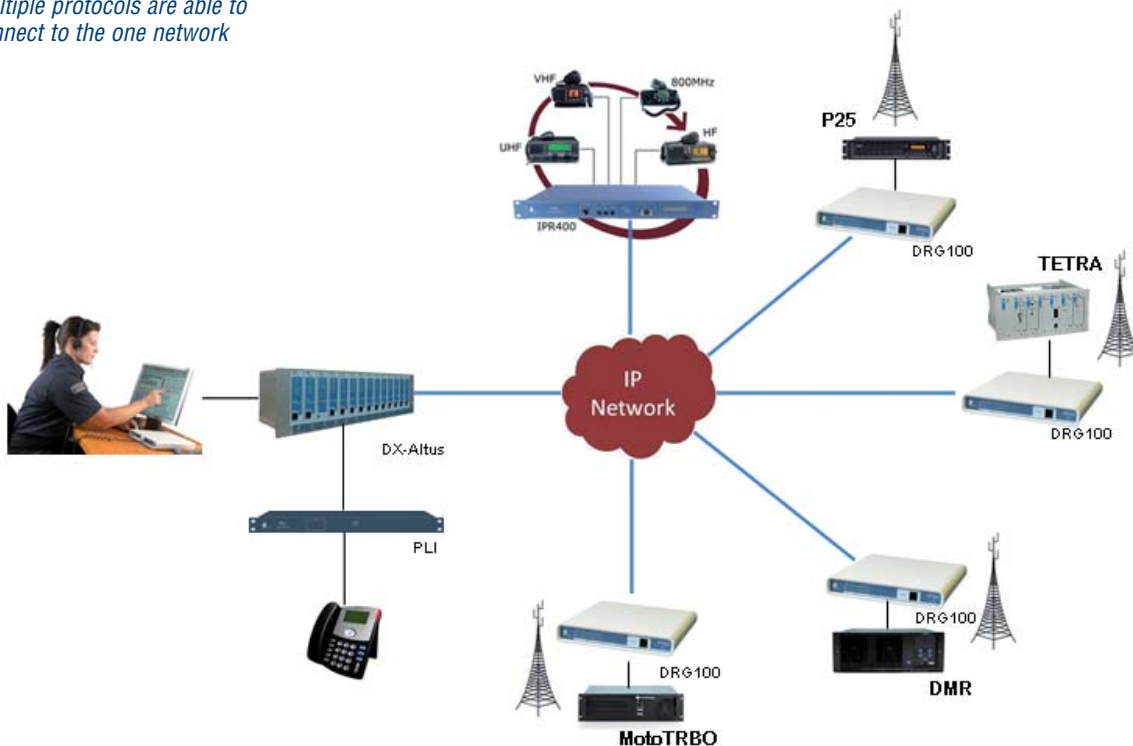 ltiple protocols are able to
nnect to the one network
VHF
800MHz
UHF
HF
IPR400
P25
DRG100
TETRA
DRG100
IP
Network
DX-Altus
PLI
DRG100
DMR
DRG100
MotoTRBO